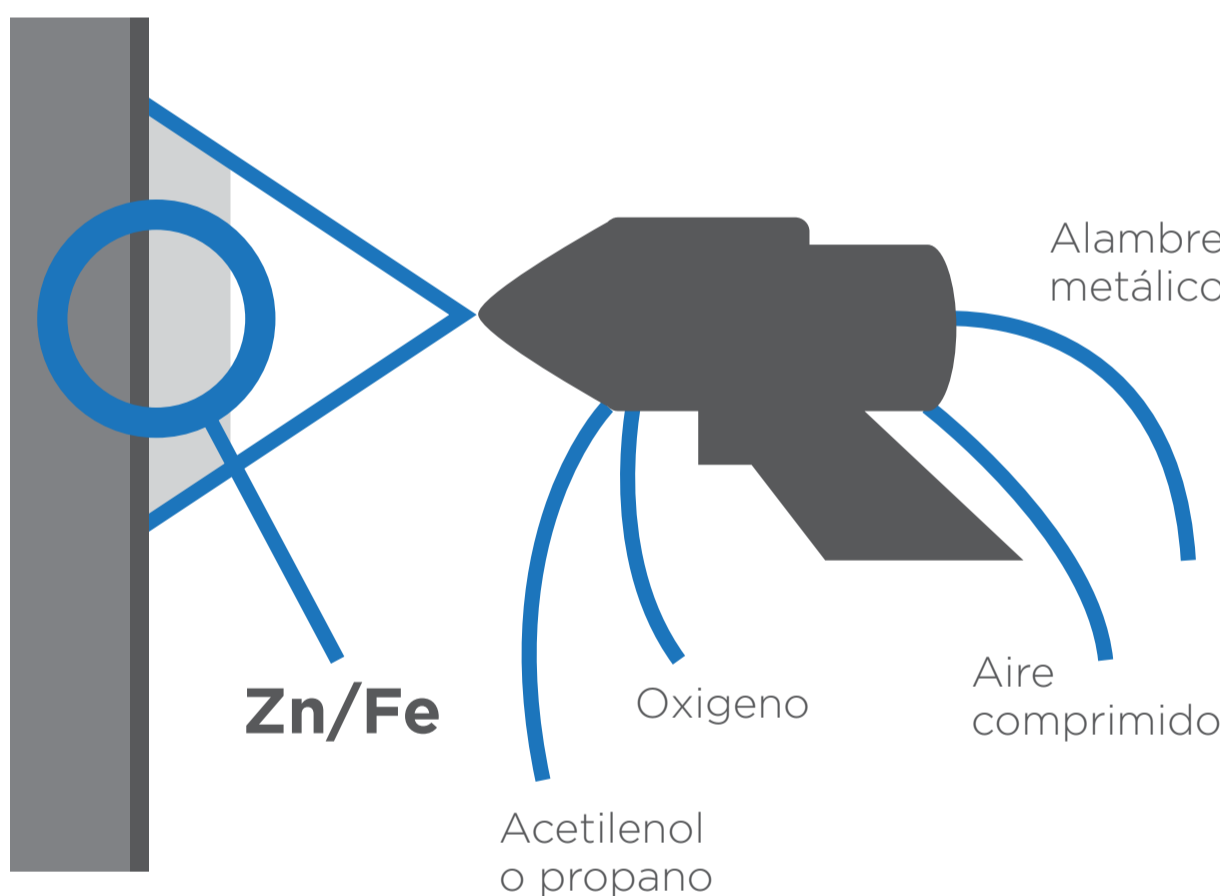 Alambre
metálico
Zn/Fe
Oxigeno
Aire
comprimido
Acetilenol
o propano